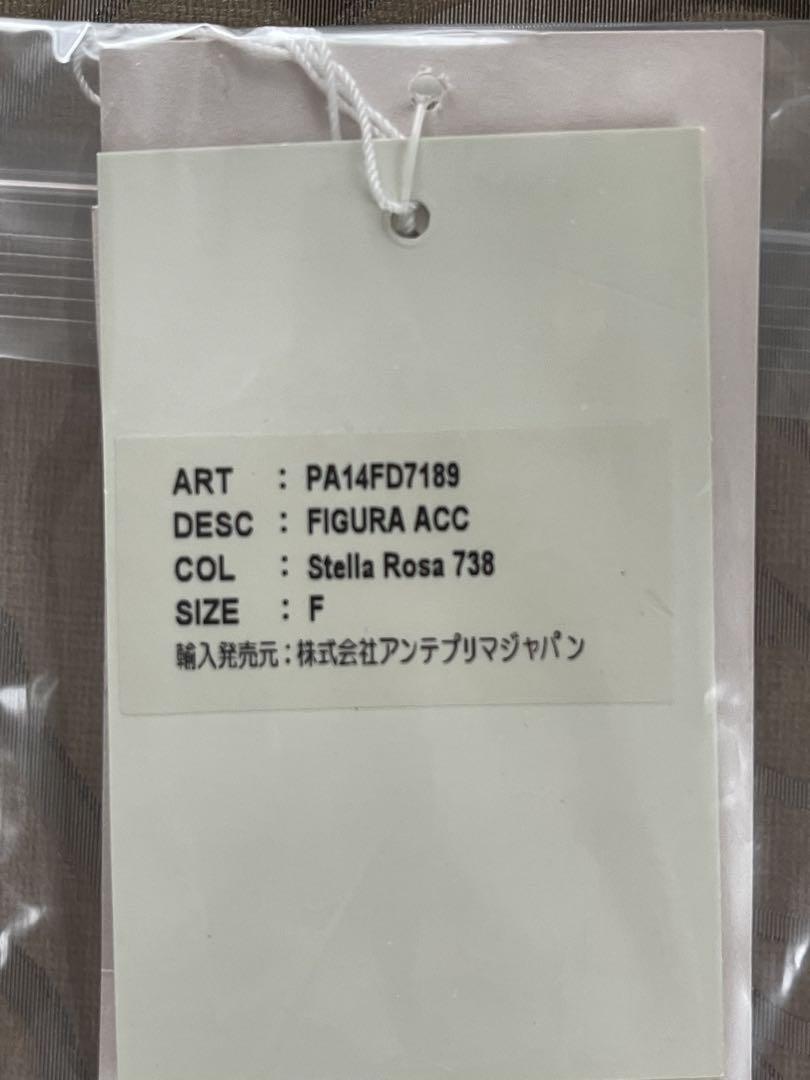 ART : PA14FD7189
DESC : FIGURA ACC
COL : Stella Rosa 738
SIZE : F
輸入発売元：株式会社アンテプリマジャパン